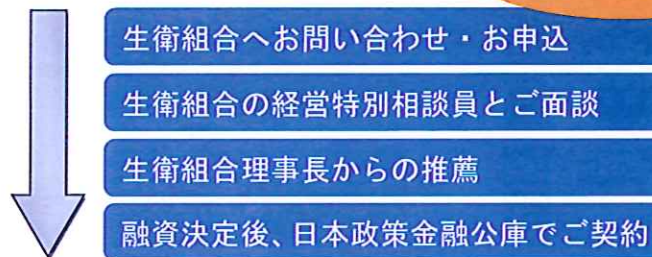 生衛組合へお問い合わせ・お申込
生衛組合の経営特別相談員とご面談
生衛組合理事長からの推薦
融資決定後、日本政策金融公庫でご契約